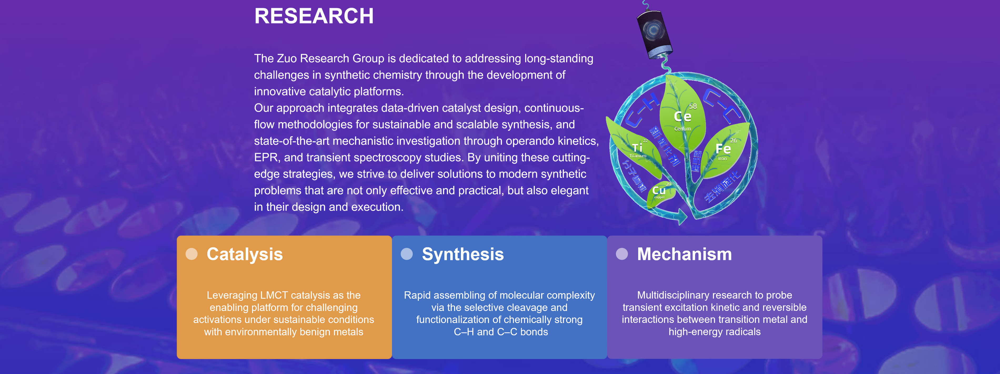 RESEARCH
The Zuo Research Group is dedicated to addressing long-standing
challenges in synthetic chemistry through the development of
innovative catalytic platforms.
Our approach integrates data-driven catalyst design, continuous-
flow methodologies for sustainable and scalable synthesis, and
state-of-the-art mechanistic investigation through operando kinetics,
EPR, and transient spectroscopy studies. By uniting these cutting-
edge strategies, we strive to deliver solutions to modern synthetic
problems that are not only effective and practical, but also elegant
in their design and execution.
C–H
C–C
58
Ce
Cerium
22
Ti
Titanium
26
Fe
Iron
29
Cu
copper
新催化剂
分子编辑
去消旋化
Catalysis
Leveraging LMCT catalysis as the
enabling platform for challenging
activations under sustainable conditions
with environmentally benign metals
Synthesis
Rapid assembling of molecular complexity
via the selective cleavage and
functionalization of chemically strong
C–H and C–C bonds
Mechanism
Multidisciplinary research to probe
transient excitation kinetic and reversible
interactions between transition metal and
high-energy radicals